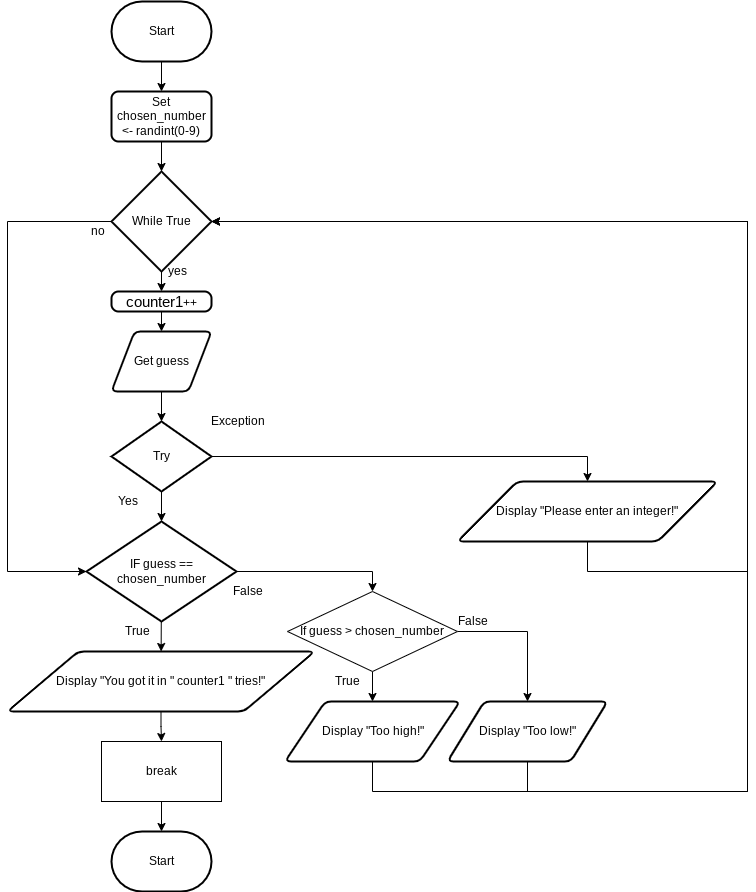 Start
Set
chosen_number
<- randint(0-9)
While True
no
yes
counter1++
Get guess
Exception
Try
Yes
Display "Please enter an integer!"
IF guess ==
chosen_number
False
If guess > chosen_number
False
True
Display "You got it in " counter1 " tries!"
True
Display "Too high!"
Display "Too low!"
break
Start